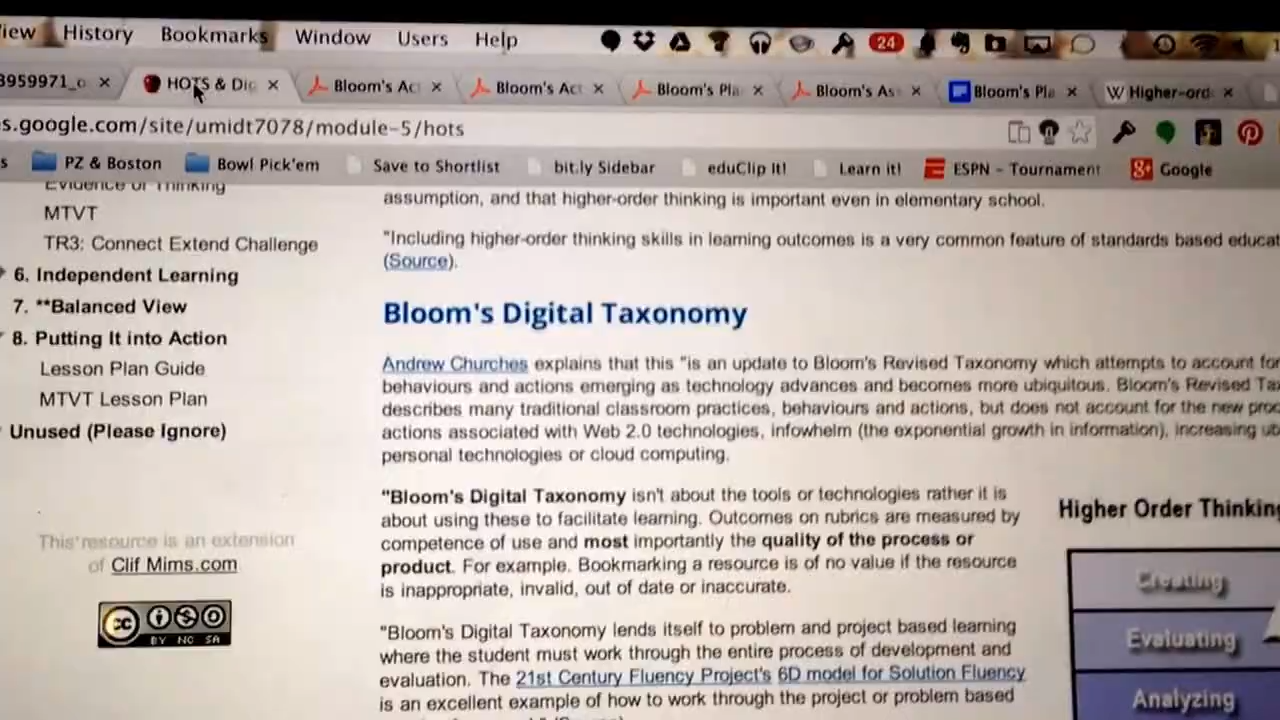 View History Bookmarks Window Users Help 24
3959971_o HOTS & Dig Bloom's Act Bloom's Act Bloom's Pla Bloom's As Bloom's Ple Higher-ord
s.google.com/site/umidt7078/module-5/hots
s PZ & Boston Bowl Pick'em Save to Shortlist bit.ly Sidebar eduClip It! Learn it! ESPN - Tournament Google
Evidence of Thinking
MTVT
TR3: Connect Extend Challenge
6. Independent Learning
7. **Balanced View
8. Putting It into Action
Lesson Plan Guide
MTVT Lesson Plan
Unused (Please Ignore)
This resource is an extension
of Clif Mims.com
CC BY NC SA
assumption, and that higher-order thinking is important even in elementary school.
"Including higher-order thinking skills in learning outcomes is a very common feature of standards based educat
(Source).
Bloom's Digital Taxonomy
Andrew Churches explains that this "is an update to Bloom's Revised Taxonomy which attempts to account for
behaviours and actions emerging as technology advances and becomes more ubiquitous. Bloom's Revised Ta
describes many traditional classroom practices, behaviours and actions, but does not account for the new proc
actions associated with Web 2.0 technologies, infowhelm (the exponential growth in information), increasing ub
personal technologies or cloud computing.
"Bloom's Digital Taxonomy isn't about the tools or technologies rather it is
about using these to facilitate learning. Outcomes on rubrics are measured by
competence of use and most importantly the quality of the process or
product. For example. Bookmarking a resource is of no value if the resource
is inappropriate, invalid, out of date or inaccurate.
"Bloom's Digital Taxonomy lends itself to problem and project based learning
where the student must work through the entire process of development and
evaluation. The 21st Century Fluency Project's 6D model for Solution Fluency
is an excellent example of how to work through the project or problem based
Higher Order Thinking
Creating
Evaluating
Analyzing